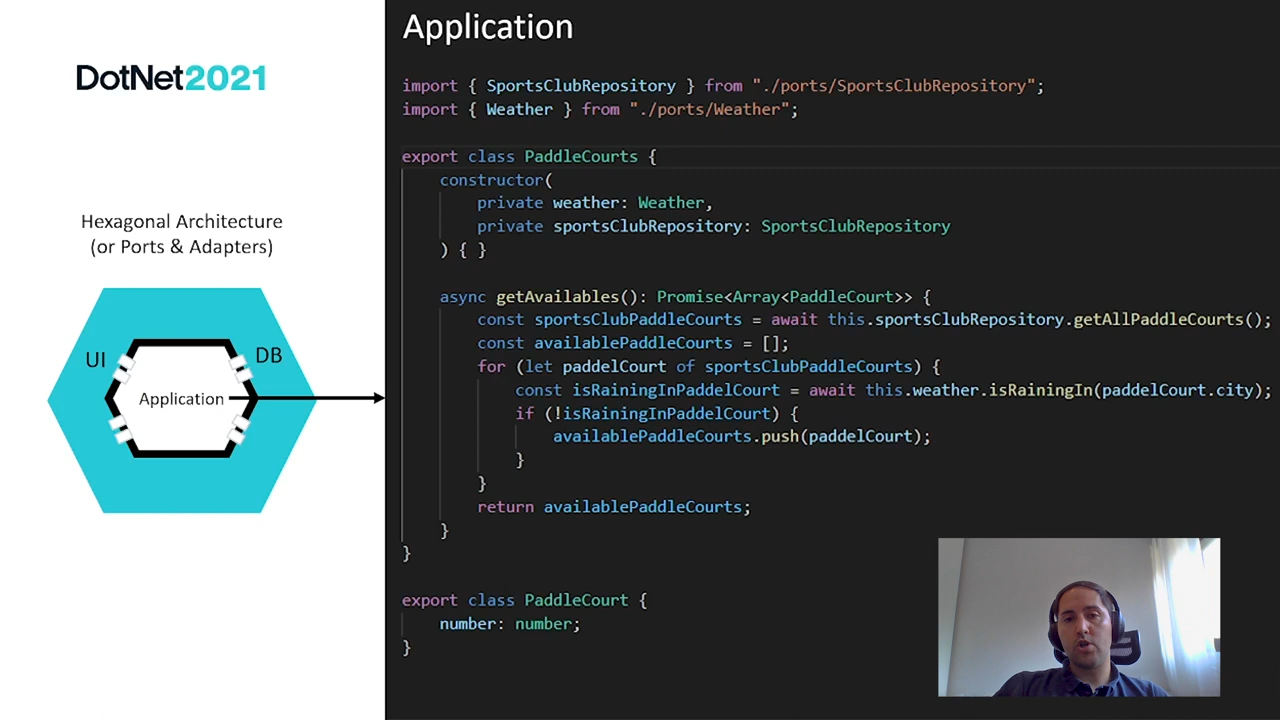 DotNet2021
Hexagonal Architecture
(or Ports & Adapters)
UI
DB
Application
Application
import { SportsClubRepository } from "./ports/SportsClubRepository";
import { Weather } from "./ports/Weather";
export class PaddleCourts {
constructor(
private weather: Weather,
private sportsClubRepository: SportsClubRepository
) { }
async getAvailables(): Promise<Array<PaddleCourt>> {
const sportsClubPaddleCourts = await this.sportsClubRepository.getAllPaddleCourts();
const availablePaddleCourts = [];
for (let paddelCourt of sportsClubPaddleCourts) {
const isRainingInPaddelCourt = await this.weather.isRainingIn(paddelCourt.city);
if (!isRainingInPaddelCourt) {
availablePaddleCourts.push(paddelCourt);
}
}
return availablePaddleCourts;
}
}
export class PaddleCourt {
number: number;
}